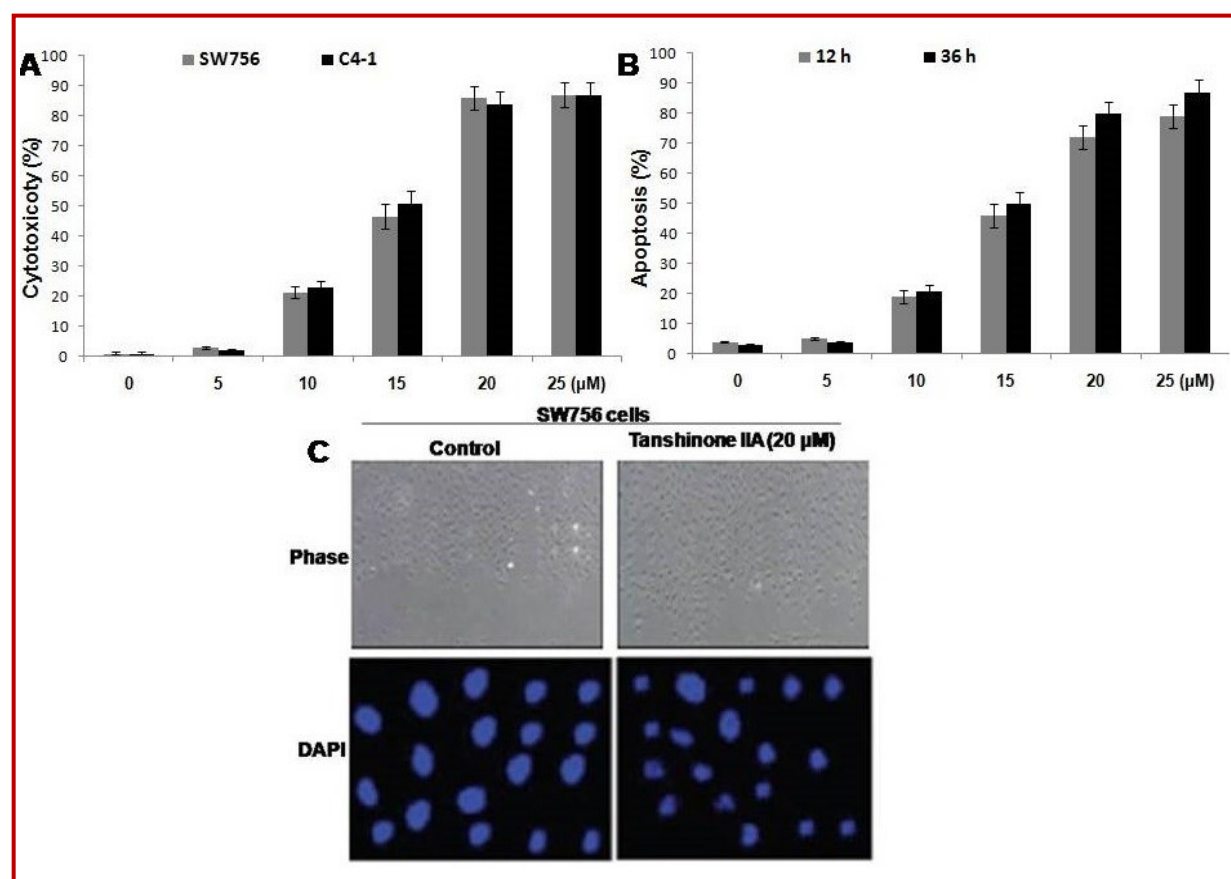 A
SW756 C4-1
Cytotoxicoty (%)
100
90
80
70
60
50
40
30
20
10
0
0 5 10 15 20 25 (µM)
B
12 h 36 h
Apoptosis (%)
100
90
80
70
60
50
40
30
20
10
0
0 5 10 15 20 25 (µM)
SW756 cells
C
Control Tanshinone IIA (20 µM)
Phase
DAPI